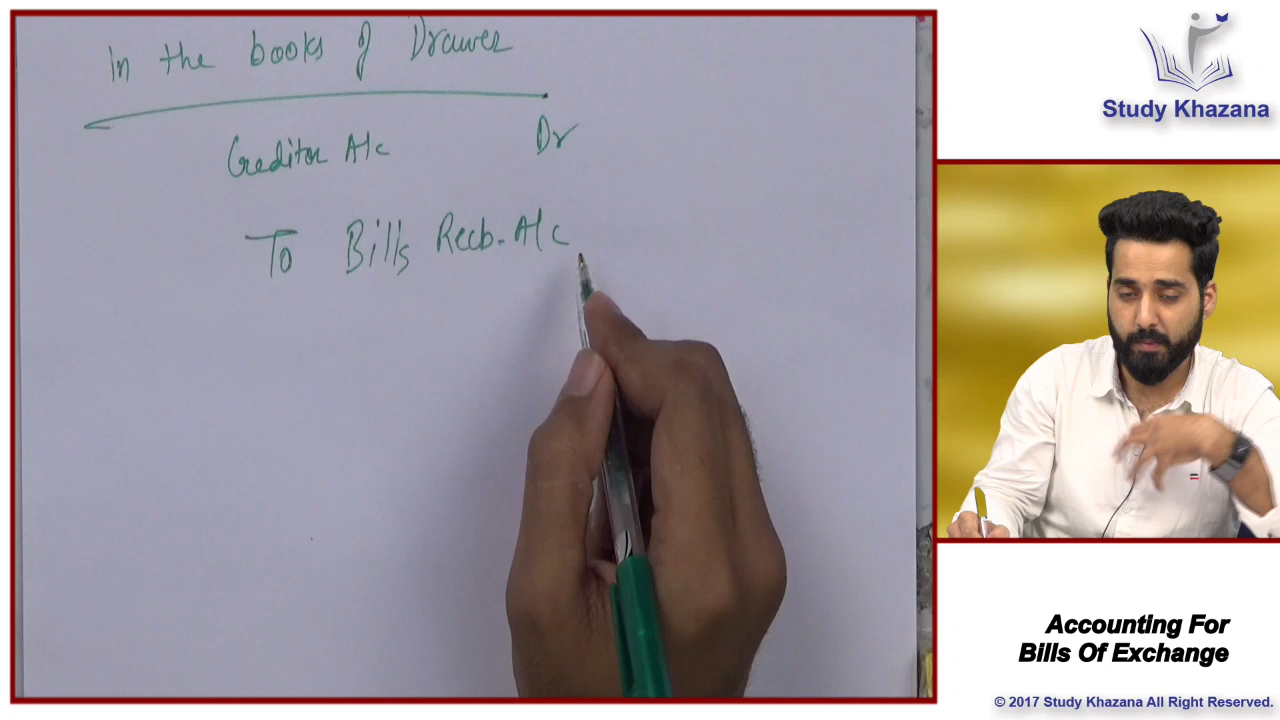 In the books of Drawer
Creditor A/c Dr
To Bills Recb. A/c
Study Khazana
Accounting For
Bills Of Exchange
© 2017 Study Khazana All Right Reserved.